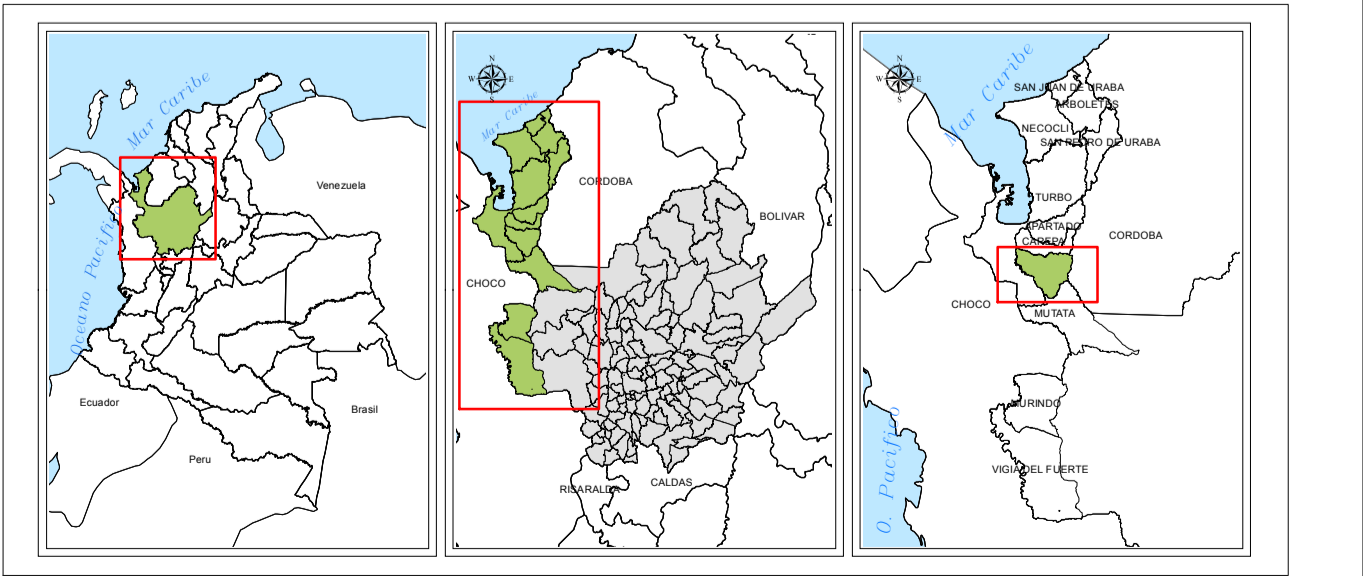 Mar Caribe
Venezuela
Oceano Pacifico
Ecuador
Brasil
Peru
N
W E
S
Mar Caribe
CORDOBA
BOLIVAR
CHOCO
CALDAS
RISARALDA
N
W E
S
Mar Caribe
SAN JUAN DE URABA
ARBOLETES
NECOCLI
SAN PEDRO DE URABA
TURBO
APARTADO
CORDOBA
CAREPA
CHOCO
MUTATA
MURINDO
VIGIA DEL FUERTE
O. Pacifico